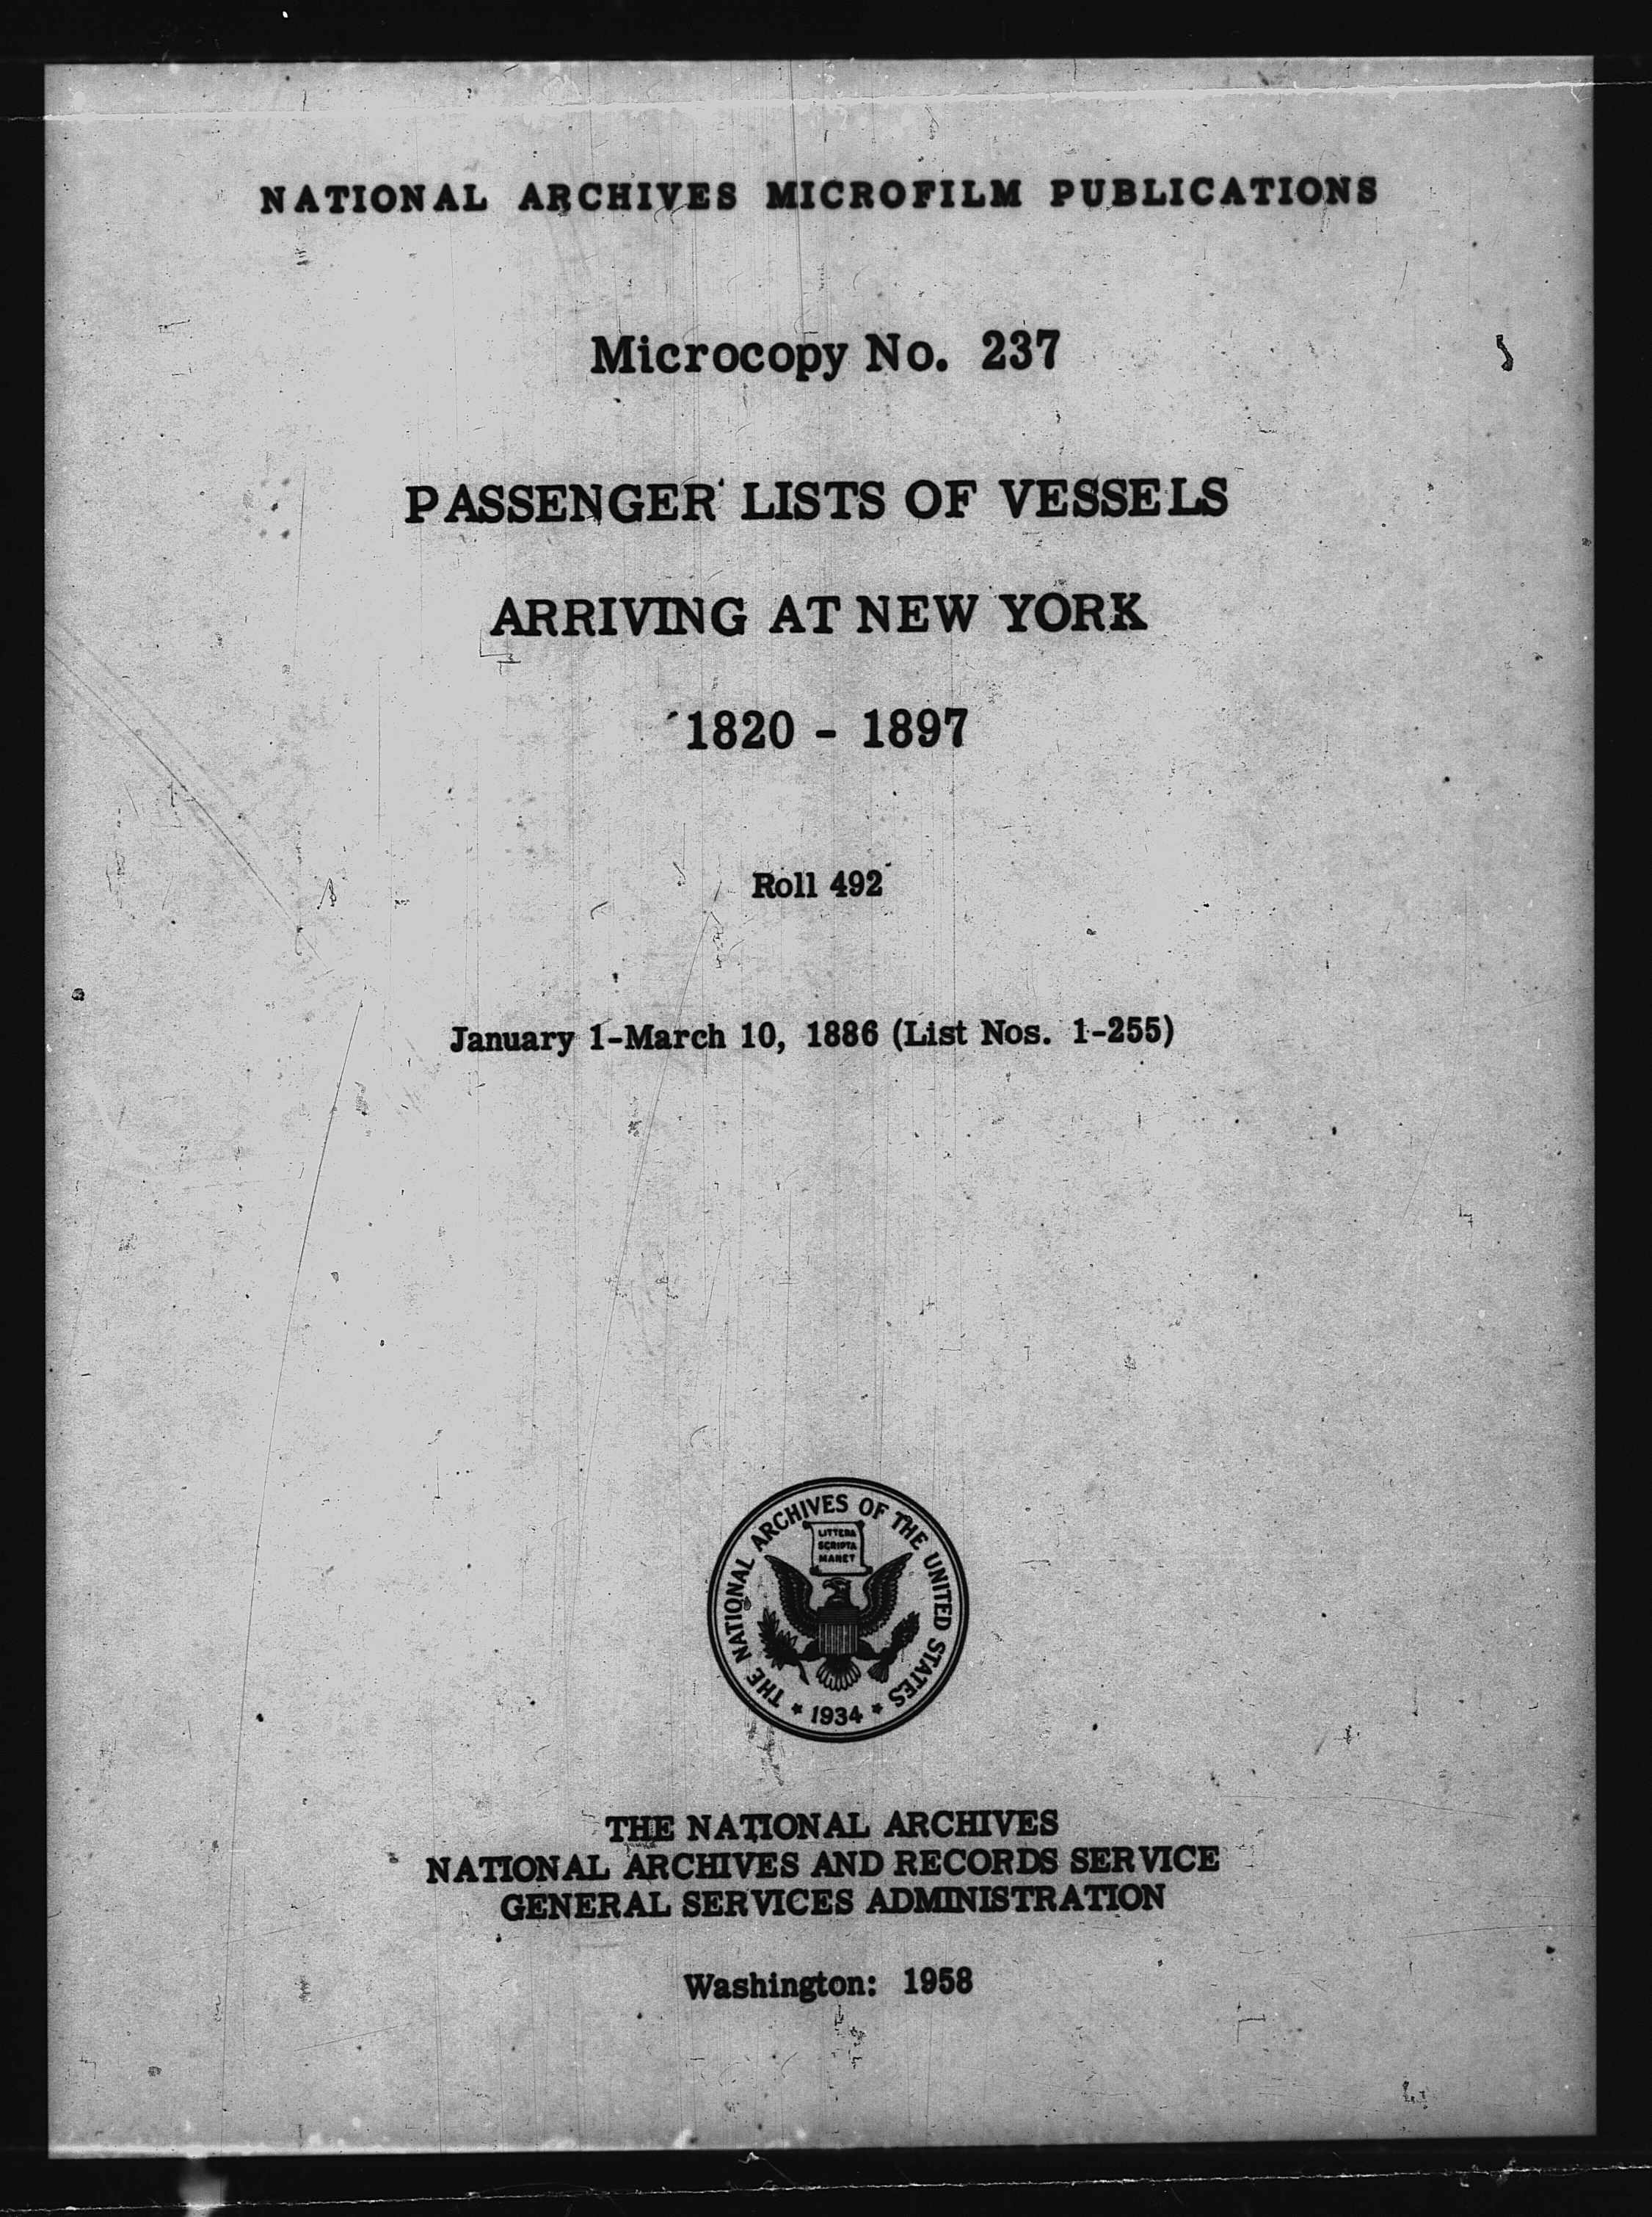 NATIONAL ARCHIVES MICROFILM PUBLICATIONS
Microcopy No. 237
PASSENGER LISTS OF VESSELS
ARRIVING AT NEW YORK
1820 - 1897
Roll 492
January 1-March 10, 1886 (List Nos. 1-255)
THE NATIONAL ARCHIVES OF THE UNITED STATES
LITTERA
SCRIPTA
MANET
* 1934 *
THE NATIONAL ARCHIVES
NATIONAL ARCHIVES AND RECORDS SERVICE
GENERAL SERVICES ADMINISTRATION
Washington: 1958